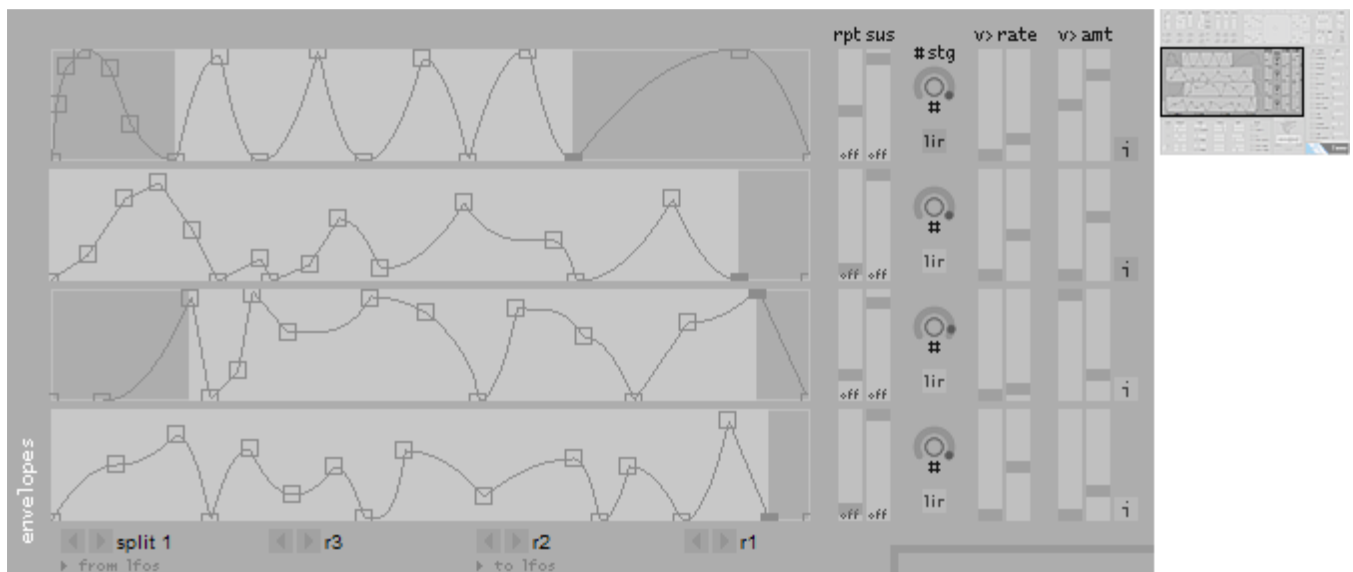 rpt sus
#stg
v> rate
v> amt
#
lir
off off
i
#
lir
off off
i
#
lir
off off
i
#
lir
off off
i
envelopes
split 1
r3
r2
r1
from lfos
to lfos